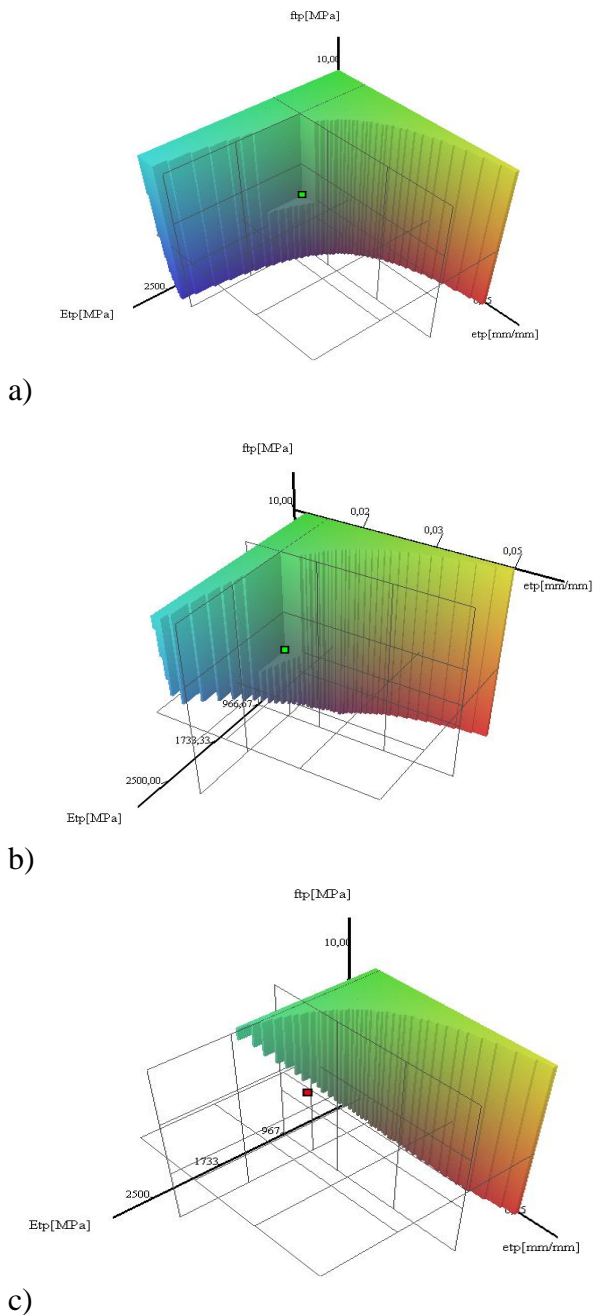 ftp[MPa]
10,00
2500
Etp[MPa]
etp[mm/mm]
a)
ftp[MPa]
10,00
0,02
0,03
0,05
etp[mm/mm]
966,67
1733,33
2500,00
Etp[MPa]
b)
ftp[MPa]
10,00
967
1733
2500
Etp[MPa]
etp[mm/mm]
c)